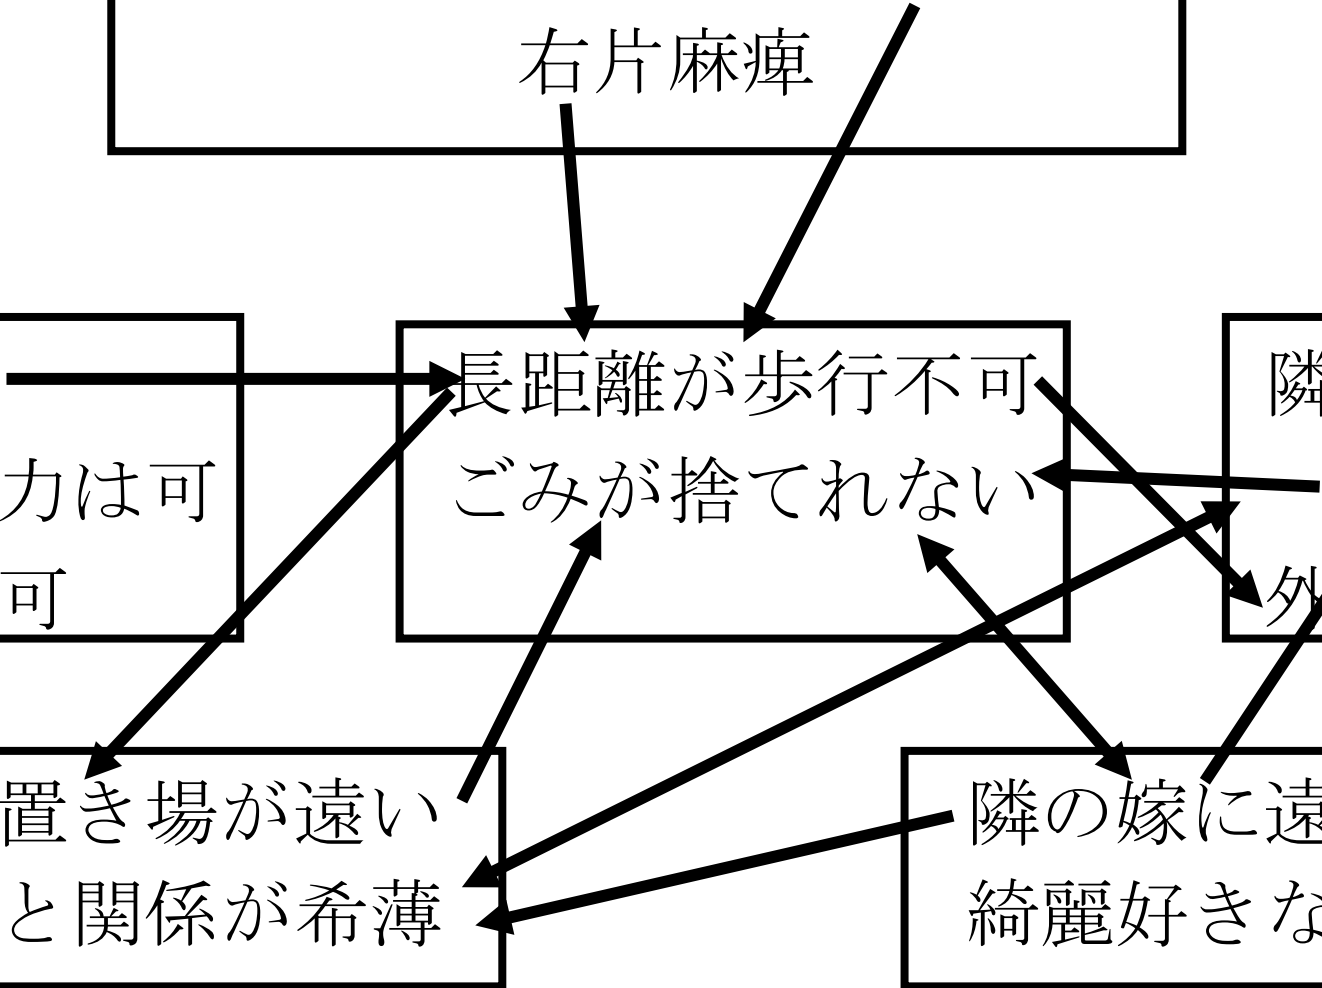 右片麻痺
長距離が歩行不可
ごみが捨てれない
力は可
可
隣
外
置き場が遠い
と関係が希薄
隣の嫁に遠
綺麗好きな